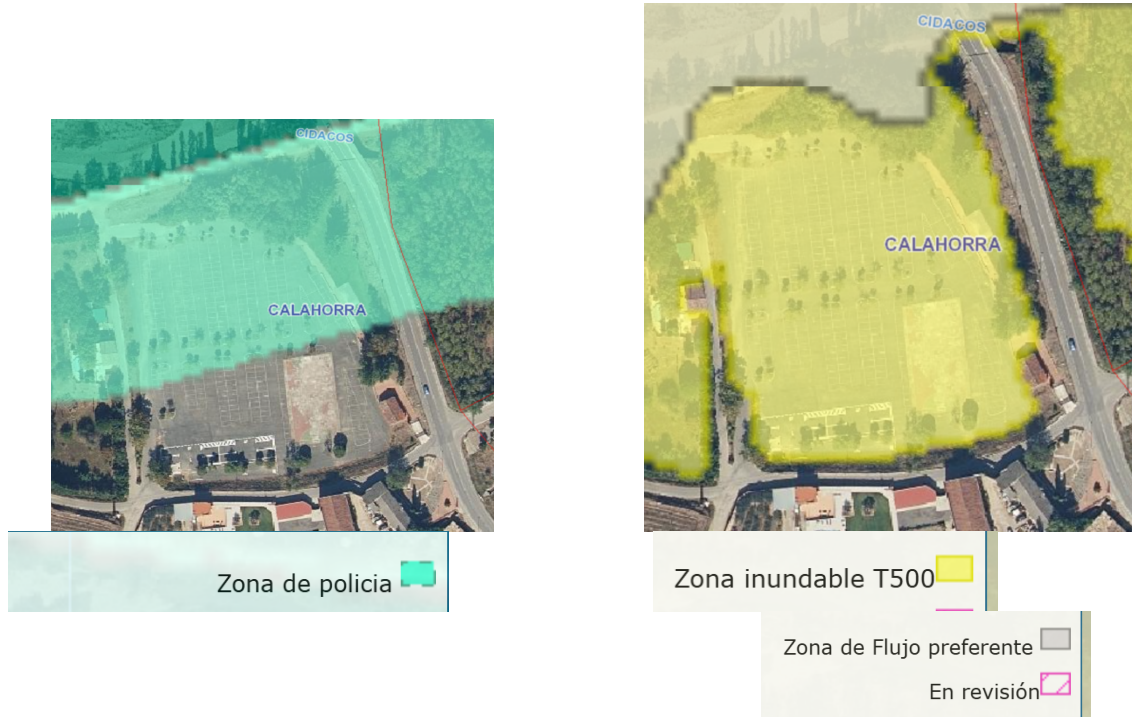 CIDACOS
CALAHORRA
Zona de policia
CIDACOS
CALAHORRA
Zona inundable T500
Zona de Flujo preferente
En revisión